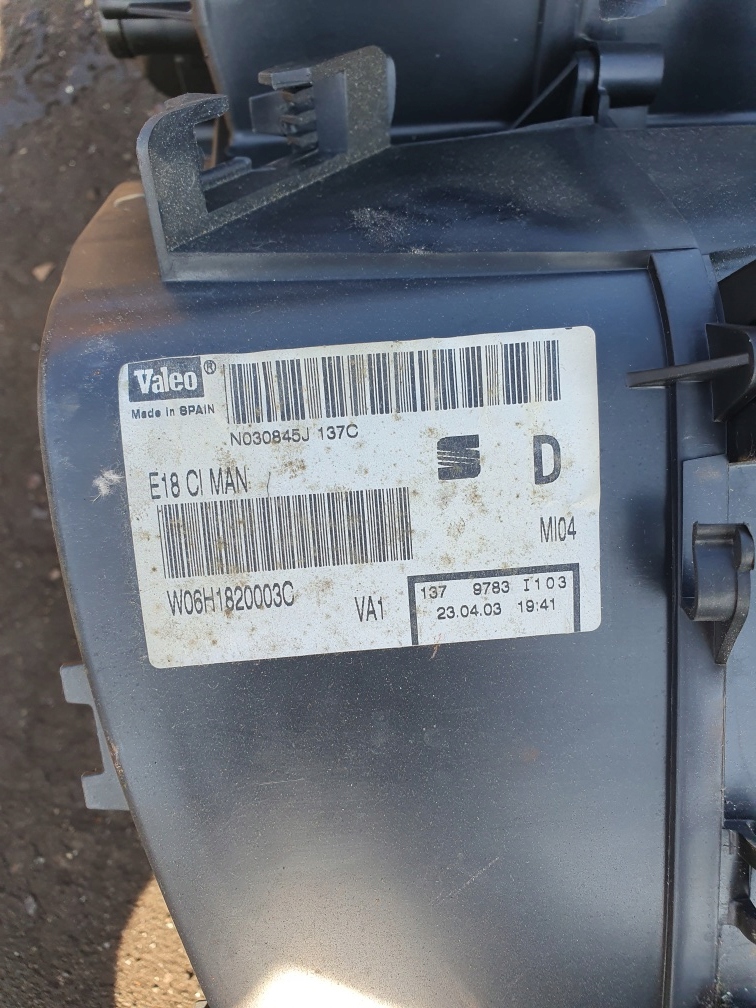 Valeo®
Made in SPAIN
N030845J 137C
E18 CI MAN
D
MI04
W06H1820003C
VA1
137 9783 I103
23.04.03 19:41